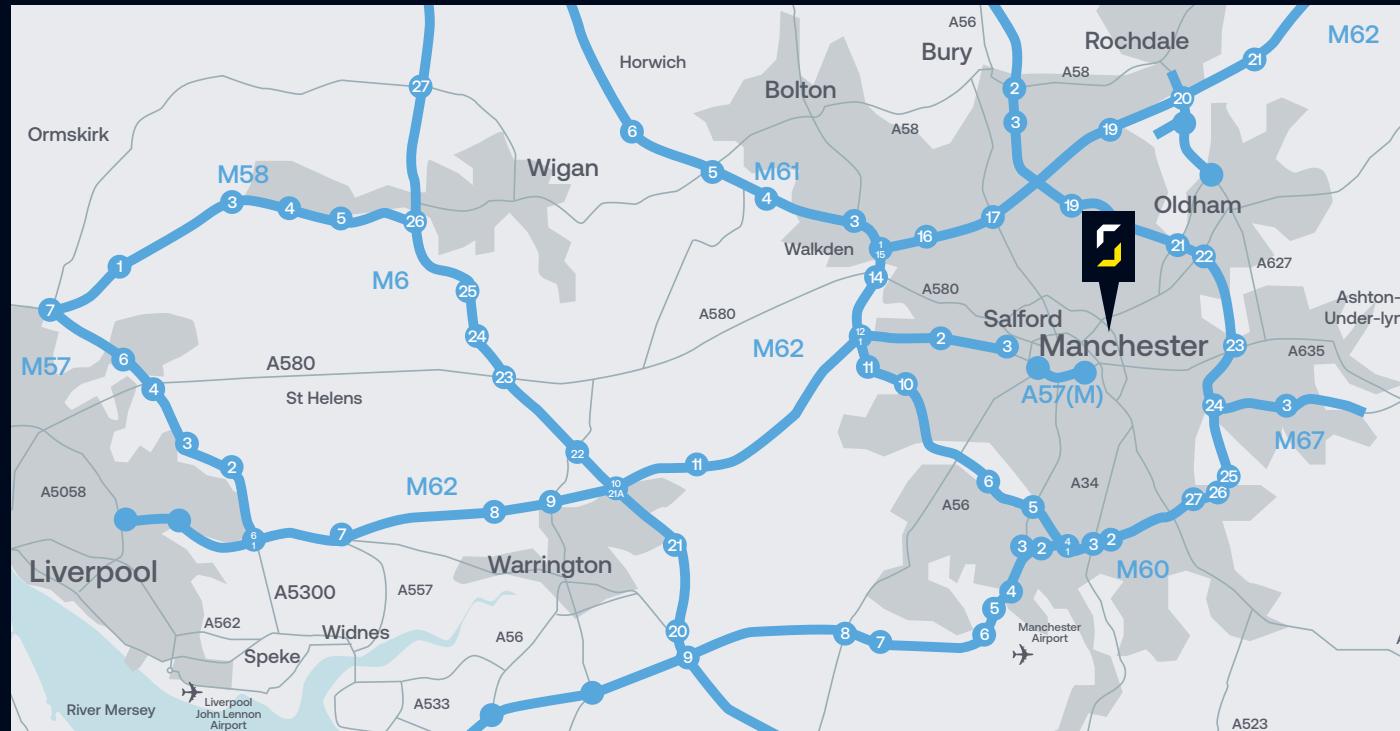 A56
Rochdale
M62
Bury
21
Horwich
A58
27
Bolton
2
20
3
19
A58
Ormskirk
6
Wigan
5
M61
M58
4
3
4
5
26
3
19
Oldham
17
16
1
15
Walkden
21
22
1
14
A627
M6
25
A580
Ashton-
Under-lyn
7
A580
Salford
24
12
1
2
3
Manchester
23
A635
M62
6
M57
A580
11
23
10
A57(M)
4
St Helens
24
3
M67
3
22
2
11
6
25
M62
10
21A
A5058
A34
26
27
9
A56
5
8
7
6
1
2
3
4
1
2
3
21
Warrington
M60
Liverpool
A5300
A557
4
5
A562
20
8
Manchester
Airport
Widnes
A56
7
6
Speke
9
Liverpool
John Lennon
Airport
A533
River Mersey
A523